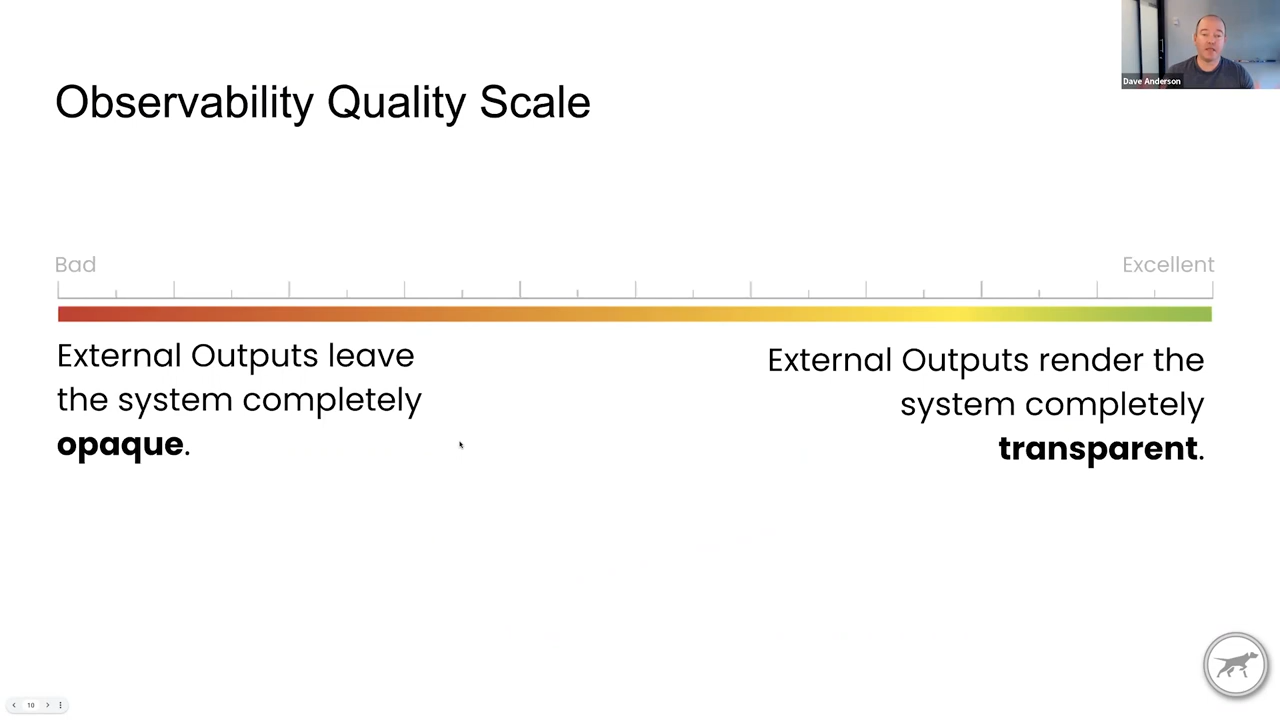 Dave Anderson
Observability Quality Scale
Bad
Excellent
External Outputs leave
the system completely
opaque.
External Outputs render the
system completely
transparent.
10